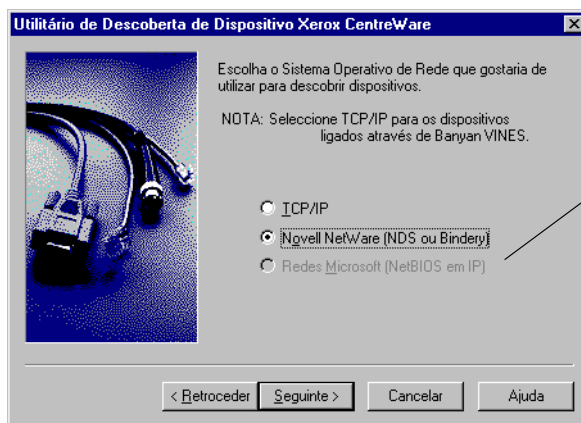 Utilitário de Descoberta de Dispositivo Xerox CentreWare
Escolha o Sistema Operativo de Rede que gostaria de
utilizar para descobrir dispositivos.
NOTA: Seleccione TCP/IP para os dispositivos
ligados através de Banyan VINES.
TCP/IP
Novell NetWare (NDS ou Bindery)
Redes Microsoft (NetBIOS em IP)
< Retroceder
Seguinte >
Cancelar
Ajuda